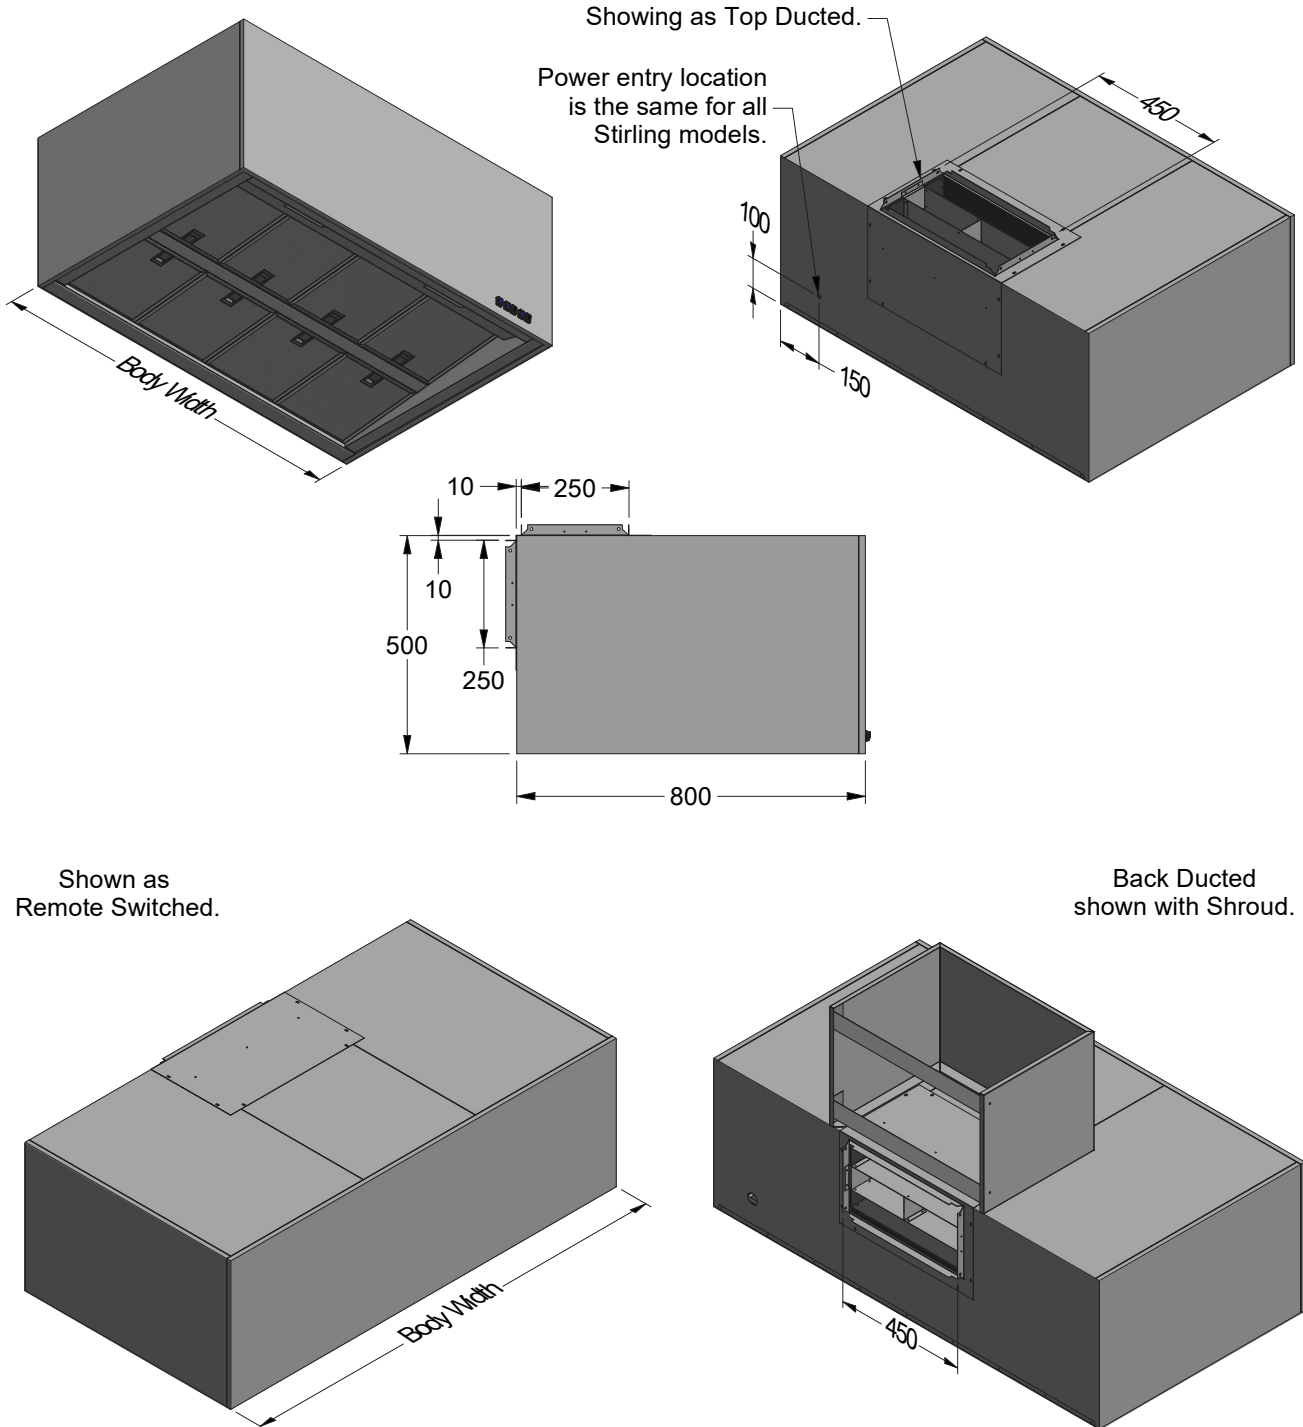 Showing as Top Ducted.
Power entry location
is the same for all
Stirling models.
450
100
150
Body Width
10
250
10
500
250
800
Shown as
Remote Switched.
Back Ducted
shown with Shroud.
Body Width
450